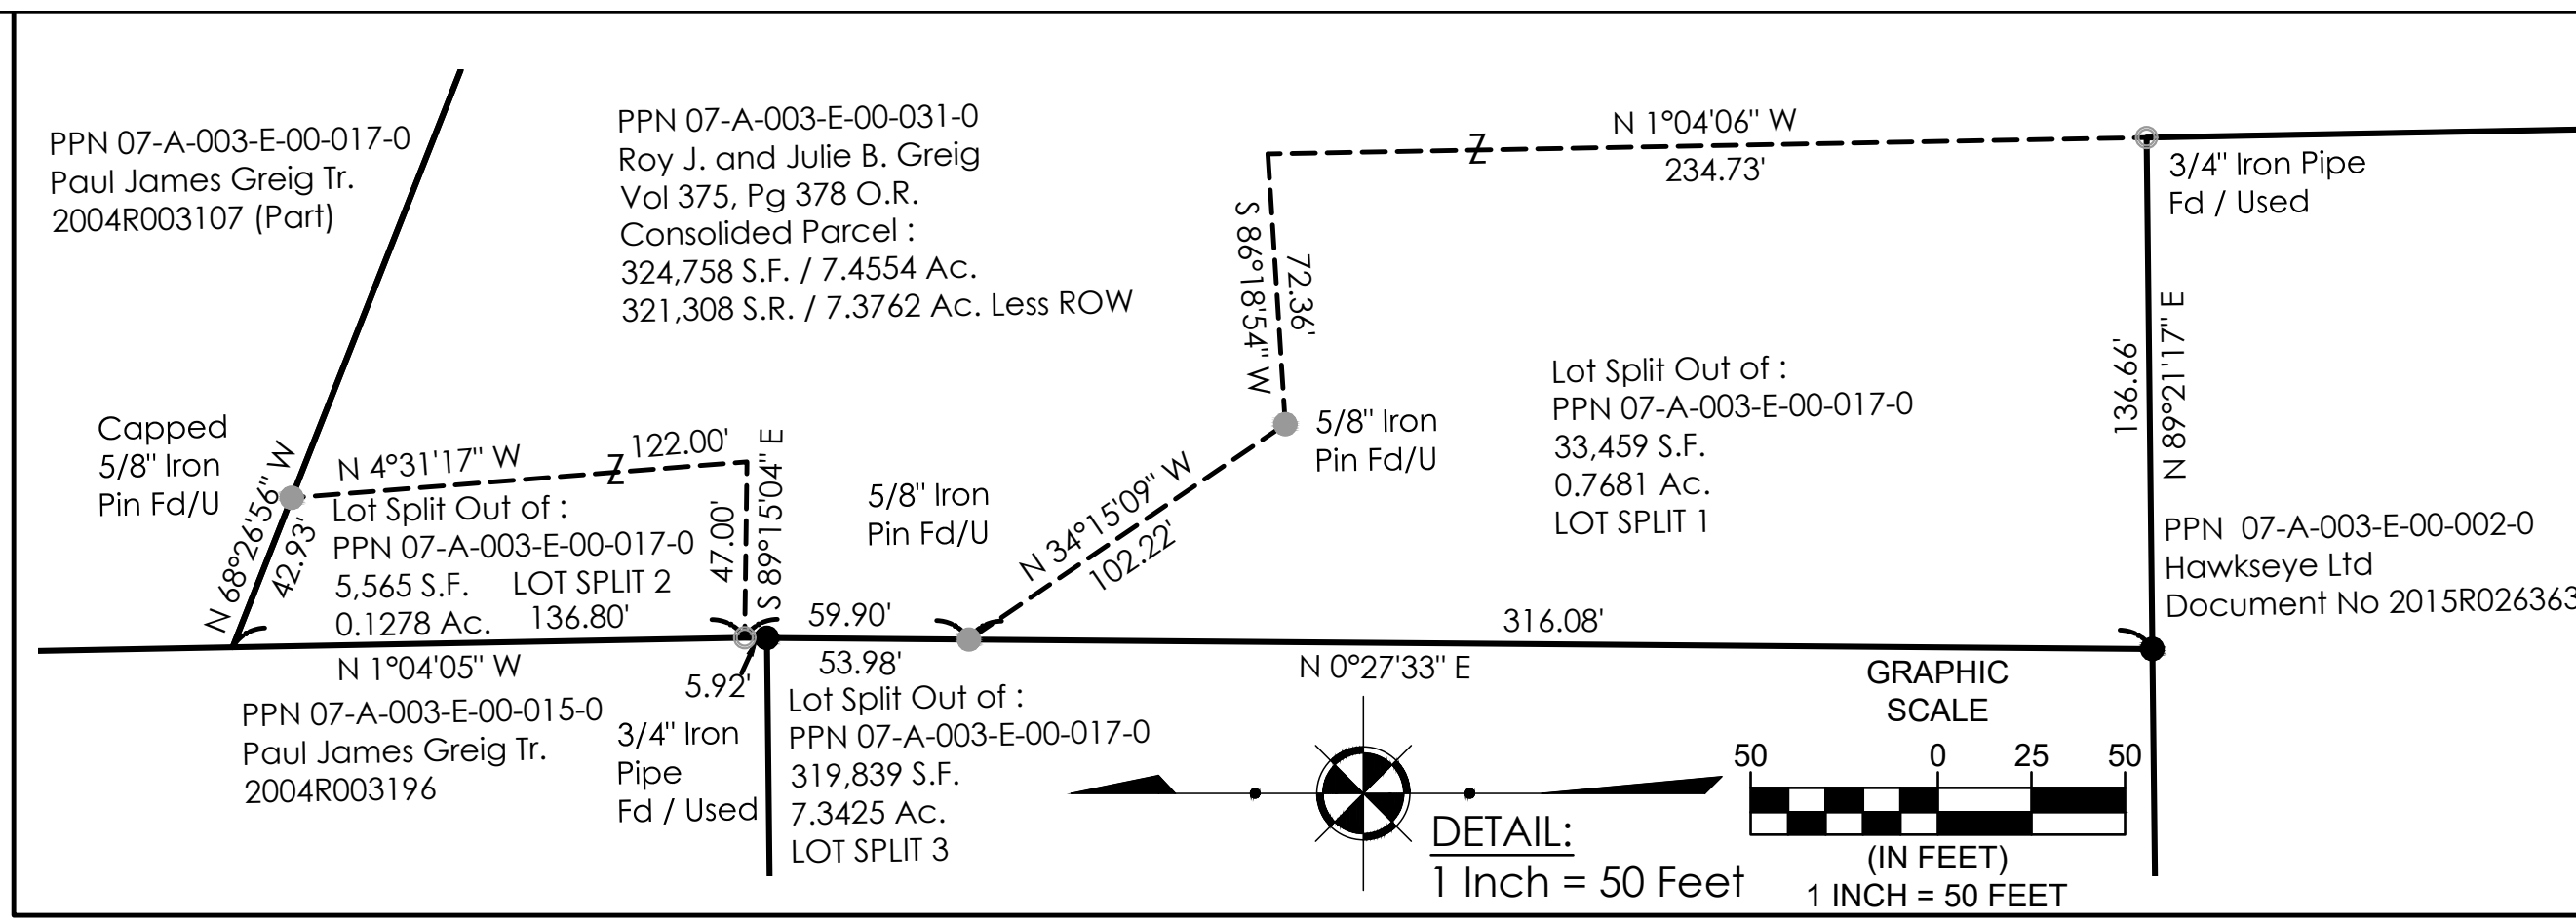 PPN 07-A-003-E-00-017-0
Paul James Greig Tr.
2004R003107 (Part)
PPN 07-A-003-E-00-031-0
Roy J. and Julie B. Greig
Vol 375, Pg 378 O.R.
Consolided Parcel :
324,758 S.F. / 7.4554 Ac.
321,308 S.R. / 7.3762 Ac. Less ROW
N 1°04'06" W
234.73'
3/4" Iron Pipe
Fd / Used
S 86°18'54" W
72.36'
136.66'
N 89°21'17" E
Lot Split Out of :
PPN 07-A-003-E-00-017-0
33,459 S.F.
0.7681 Ac.
LOT SPLIT 1
5/8" Iron
Pin Fd/U
Capped
5/8" Iron
Pin Fd/U
N 68°26'56" W
42.93'
N 4°31'17" W
122.00'
Lot Split Out of :
PPN 07-A-003-E-00-017-0
5,565 S.F. LOT SPLIT 2
0.1278 Ac.
136.80'
47.00'
S 89°15'04" E
5/8" Iron
Pin Fd/U
N 34°15'09" W
102.22'
59.90'
316.08'
PPN 07-A-003-E-00-002-0
Hawkseye Ltd
Document No 2015R026363
N 1°04'05" W
5.92'
53.98'
N 0°27'33" E
PPN 07-A-003-E-00-015-0
Paul James Greig Tr.
2004R003196
3/4" Iron
Pipe
Fd / Used
Lot Split Out of :
PPN 07-A-003-E-00-017-0
319,839 S.F.
7.3425 Ac.
LOT SPLIT 3
DETAIL:
1 Inch = 50 Feet
GRAPHIC
SCALE
50 0 25 50
(IN FEET)
1 INCH = 50 FEET
Z
Z